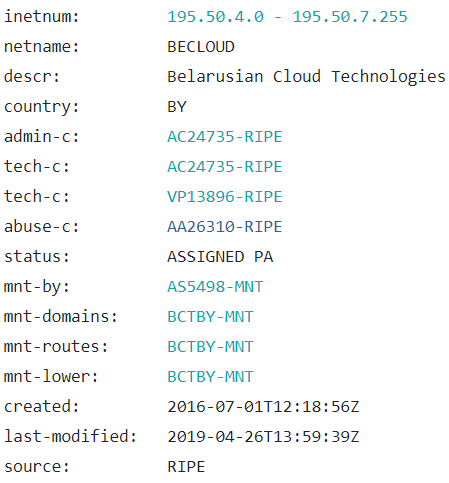 inetnum: 195.50.4.0 - 195.50.7.255
netname: BECLOUD
descr: Belarusian Cloud Technologies
country: BY
admin-c: AC24735-RIPE
tech-c: AC24735-RIPE
tech-c: VP13896-RIPE
abuse-c: AA26310-RIPE
status: ASSIGNED PA
mnt-by: AS5498-MNT
mnt-domains: BCTBY-MNT
mnt-routes: BCTBY-MNT
mnt-lower: BCTBY-MNT
created: 2016-07-01T12:18:56Z
last-modified: 2019-04-26T13:59:39Z
source: RIPE